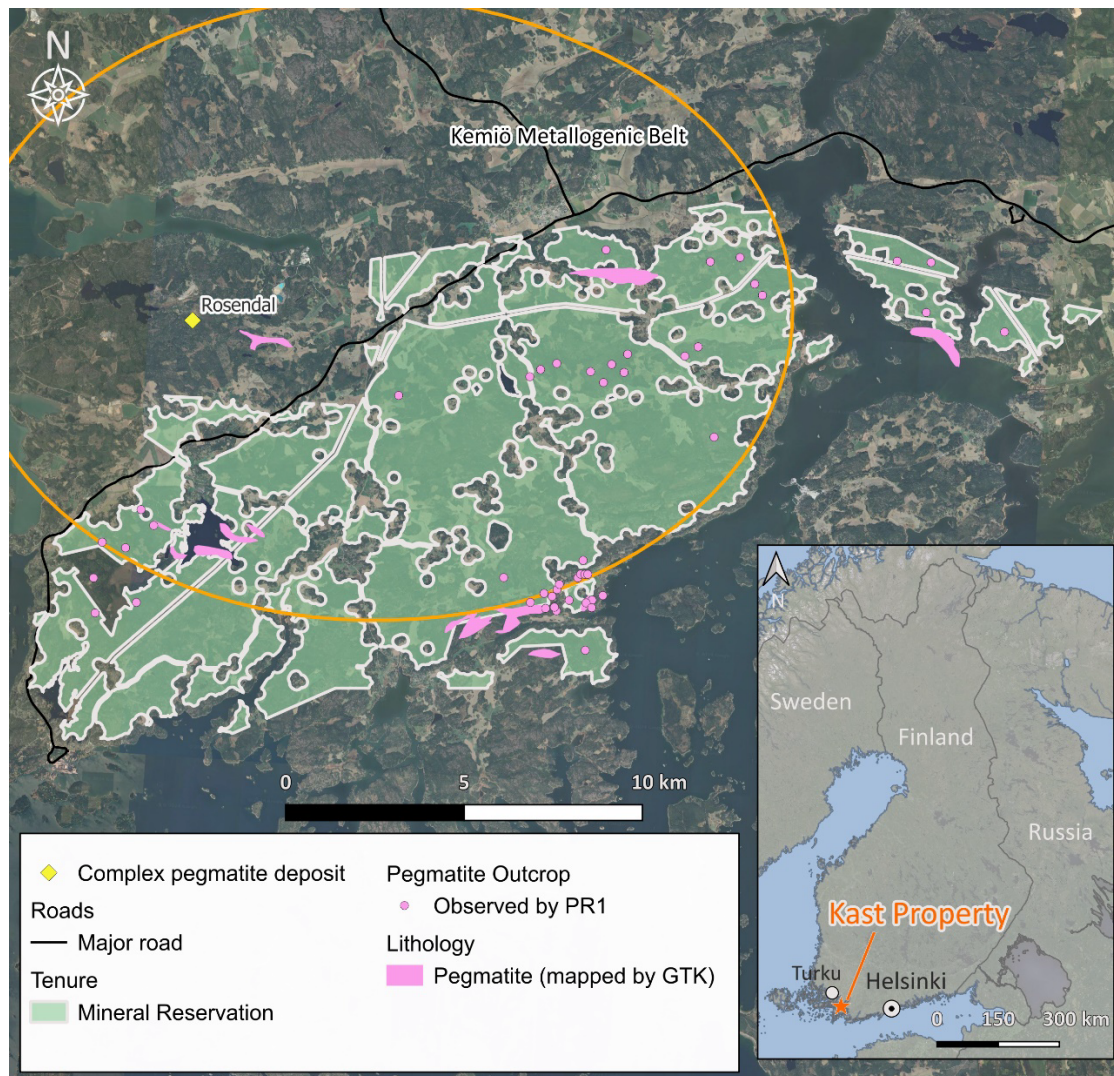 N
Kemiö Metallogenic Belt
Rosendal
0 5 10 km
Complex pegmatite deposit
Roads
Major road
Tenure
Mineral Reservation
Pegmatite Outcrop
Observed by PR1
Lithology
Pegmatite (mapped by GTK)
N
Sweden
Finland
Russia
Kast Property
Turku
Helsinki
0 150 300 km